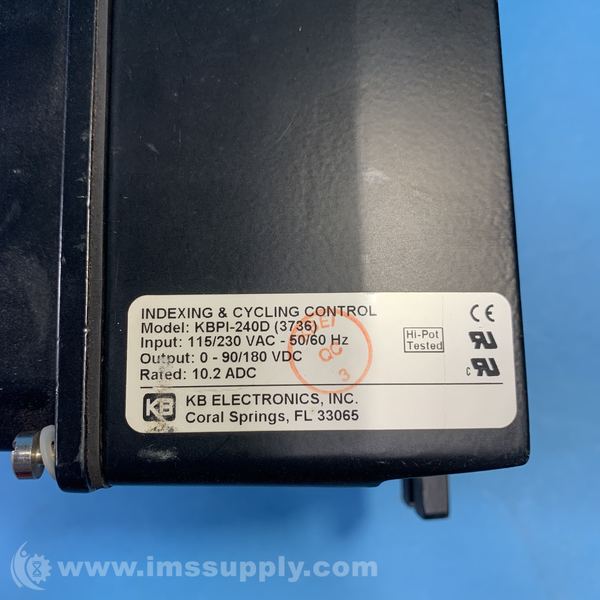 INDEXING & CYCLING CONTROL
Model: KBPI-240D (3736)
Input: 115/230 VAC - 50/60 Hz
Output: 0 - 90/180 VDC
Rated: 10.2 ADC
QC
3
Hi-Pot
Tested
CE
c
KB
KB ELECTRONICS, INC.
Coral Springs, FL 33065
www.imssupply.com